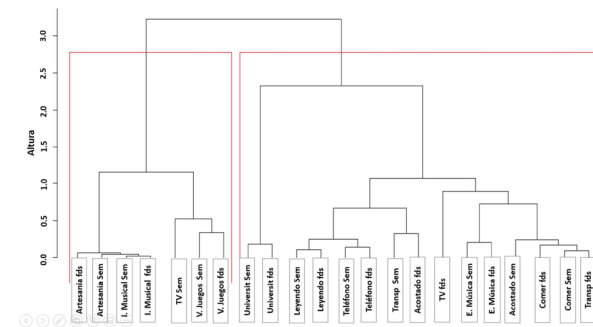 Altura
3.0
2.5
2.0
1.5
1.0
0.5
0.0
Artesanía fds
Artesanía Sem
I. Musical Sem
I. Musical fds
TV Sem
V. Juegos Sem
V. Juegos fds
Universit Sem
Universit fds
Leyendo Sem
Leyendo fds
Teléfono Sem
Teléfono fds
Transp Sem
Acostado fds
TV fds
E. Música Sem
E. Música fds
Acostado Sem
Comer fds
Comer Sem
Transp fds